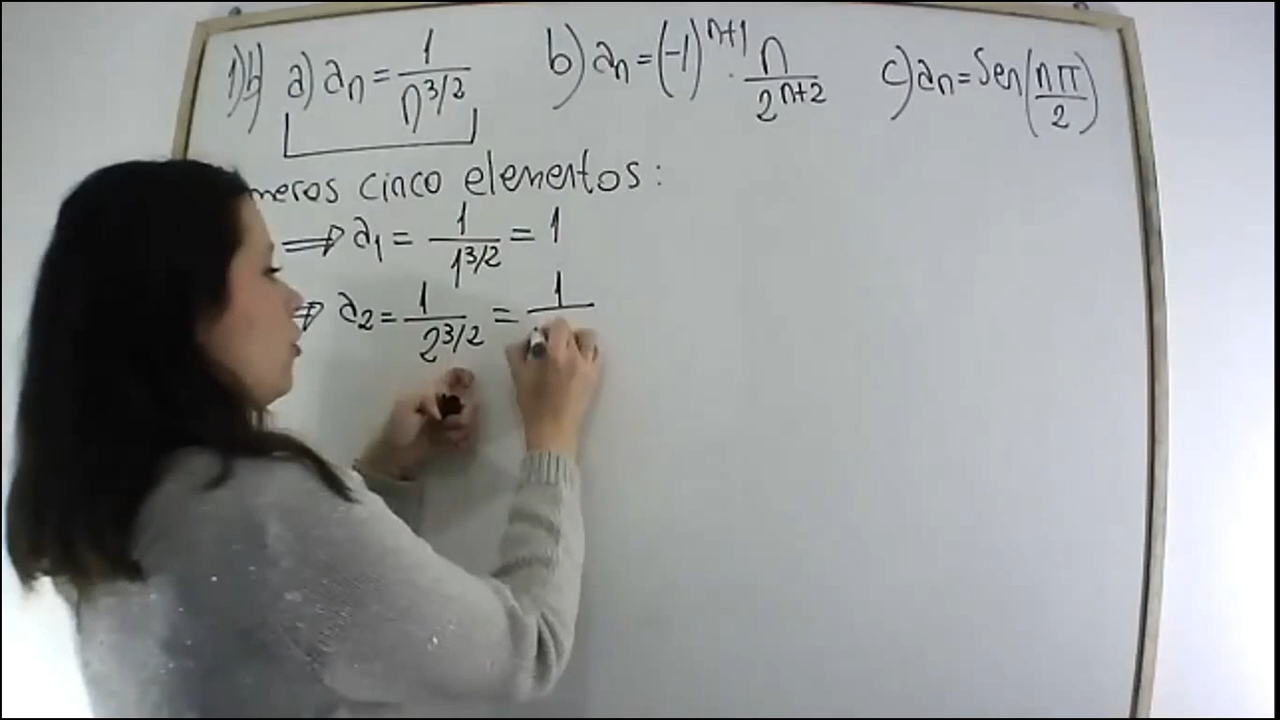 1)h) a) an = 1/n^3/2 b) an = (-1)^n+1 . n/2^n+2 c) an = Sen(nπ/2)
meros cinco elementos:
⟹ a1 = 1/1^3/2 = 1
⟹ a2 = 1/2^3/2 = 1